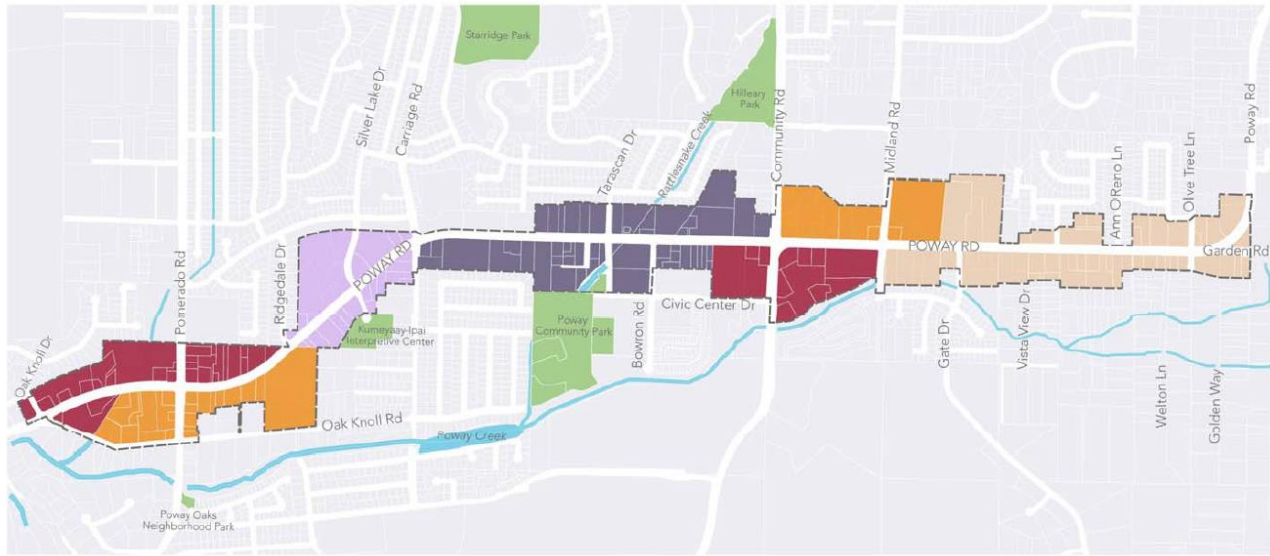 Starridge Park
Silver Lake Dr
Carriage Rd
Hilleary
Park
Community Rd
Midland Rd
Poway Rd
Tarascan Dr
Rattlesnake Creek
Ann O'Reno Ln
Olve Tree Ln
Pomerado Rd
Rdgedale Dr
POWAY RD
POWAY RD
Garden Rd
Civic Center Dr
Kumeyaay-Ipai
Interpretive Center
Poway
Community Park
Bowron Rd
Gate Dr
Vista View Dr
Oak Knoll Dr
Welton Ln
Golden Way
Oak Knoll Rd
Poway Creek
Poway Oaks
Neighborhood Park